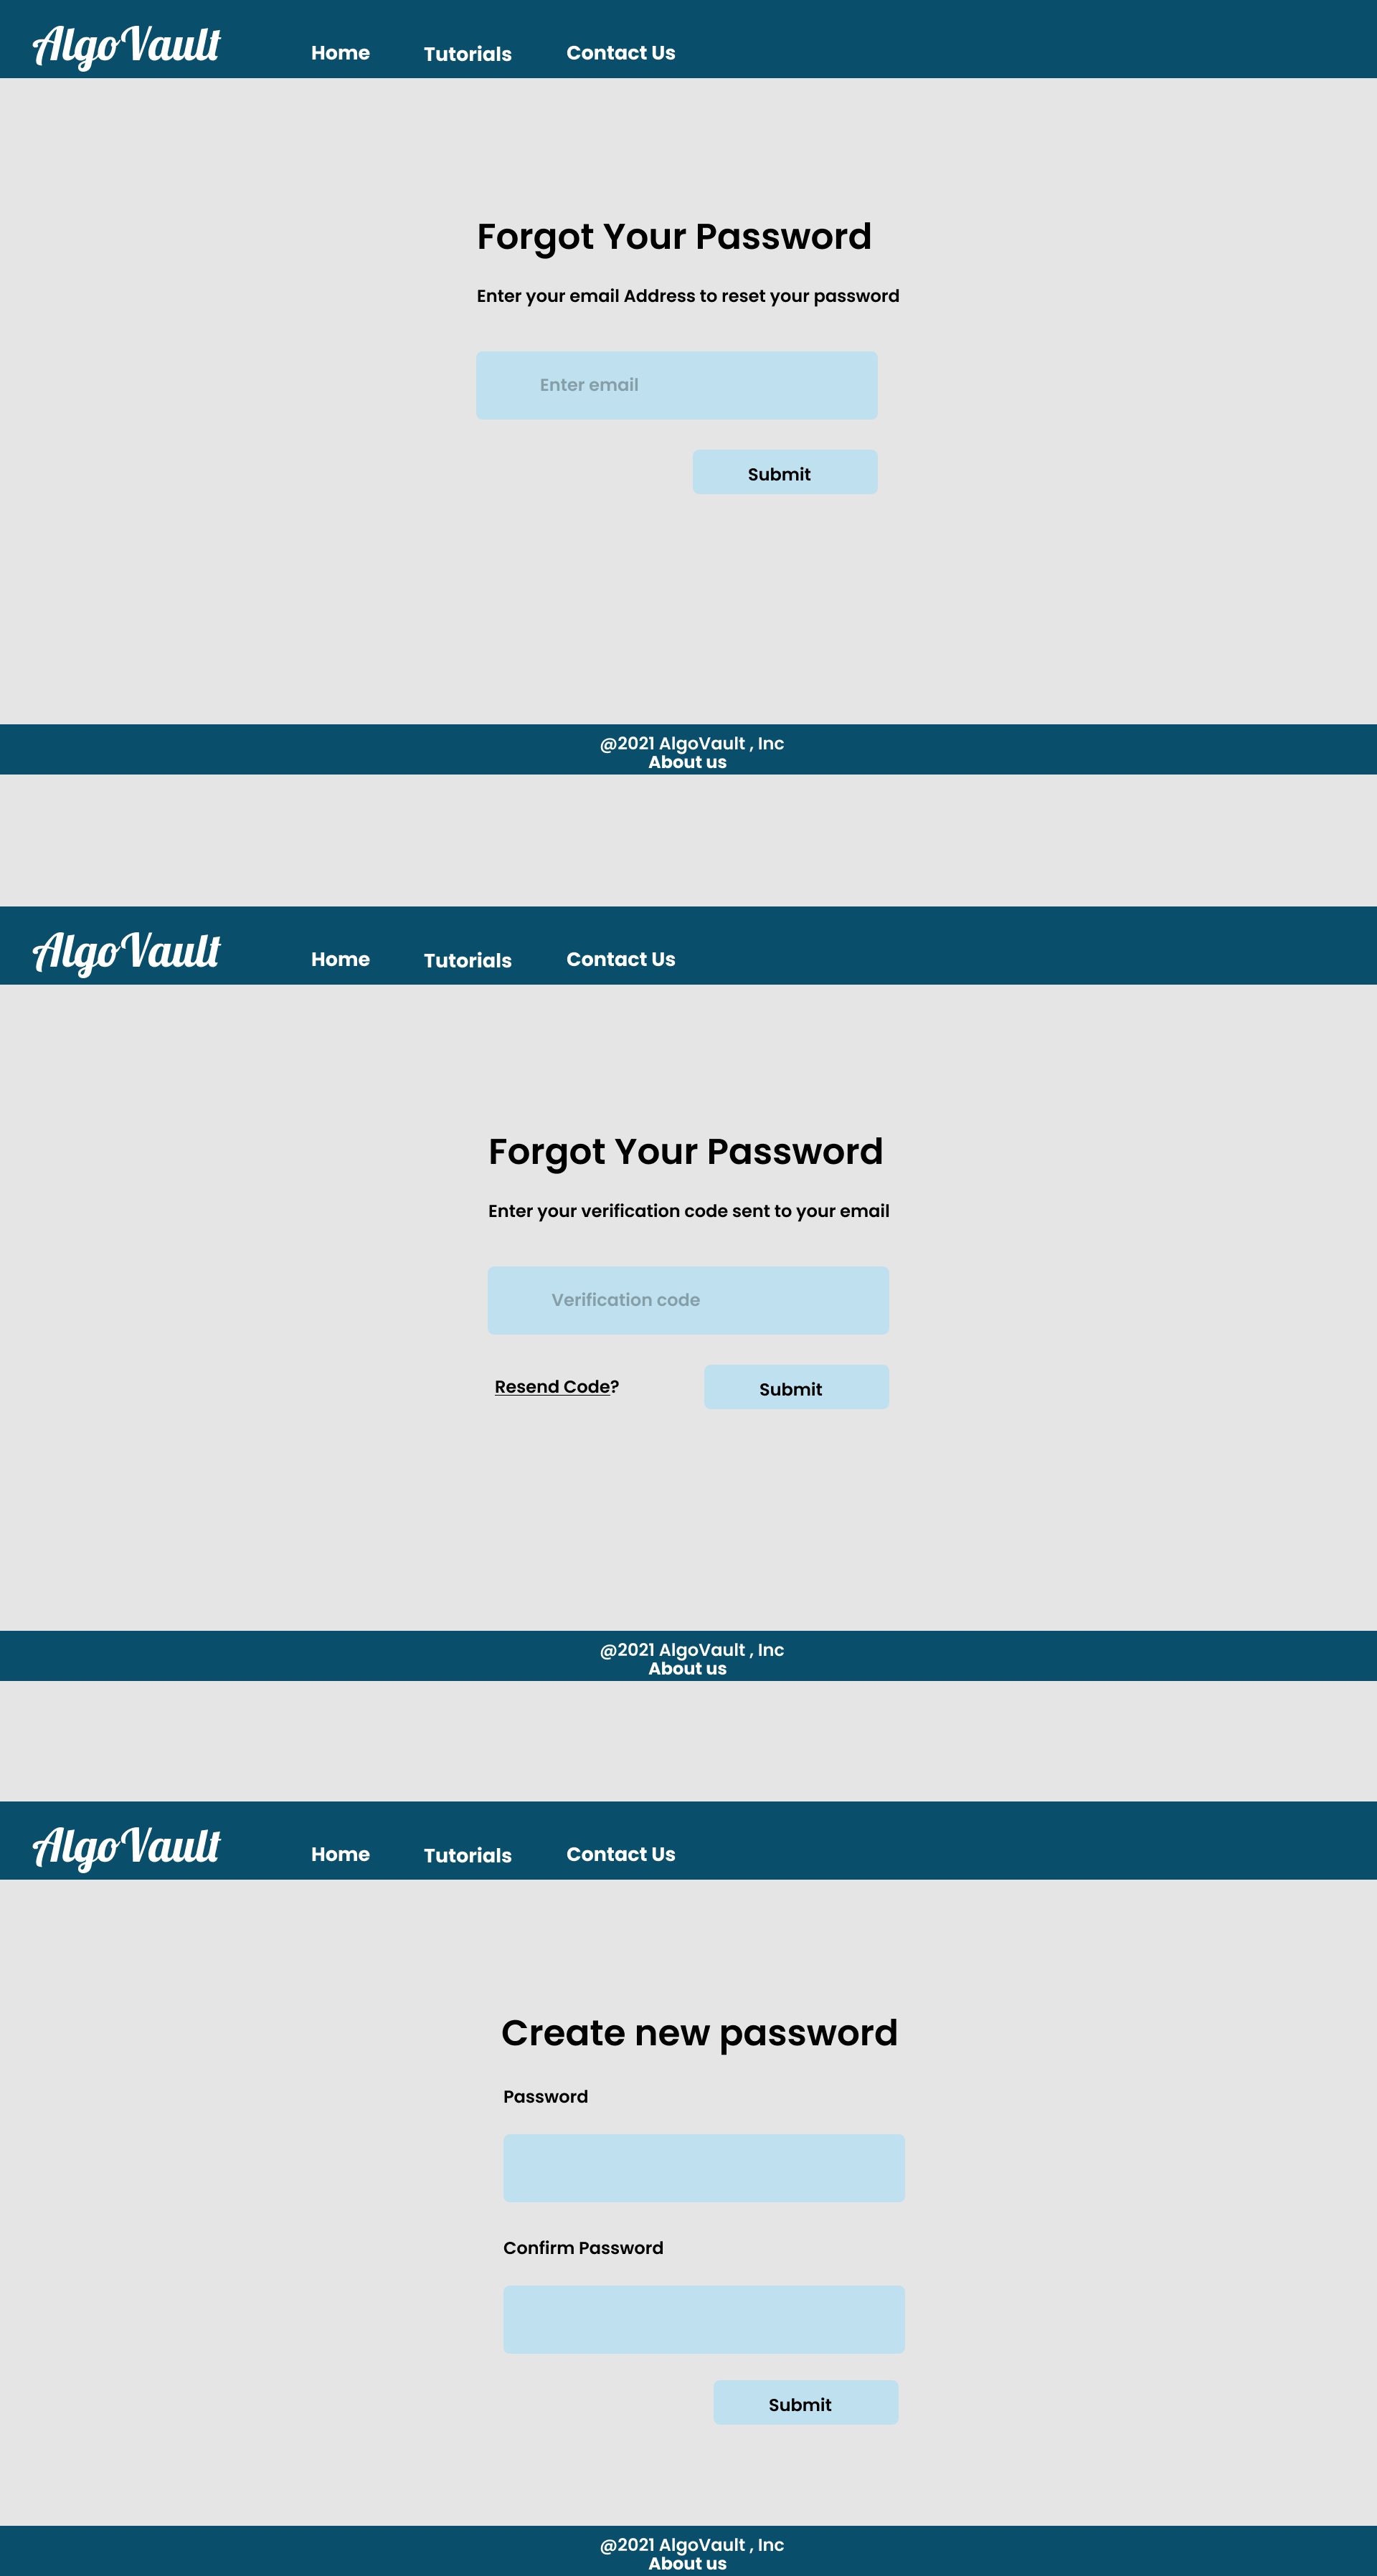 AlgoVault Home Tutorials Contact Us
Forgot Your Password
Enter your email Address to reset your password
Enter email
Submit
@2021 AlgoVault , Inc
About us
AlgoVault Home Tutorials Contact Us
Forgot Your Password
Enter your verification code sent to your email
Verification code
Resend Code? Submit
@2021 AlgoVault , Inc
About us
AlgoVault Home Tutorials Contact Us
Create new password
Password
Confirm Password
Submit
@2021 AlgoVault , Inc
About us